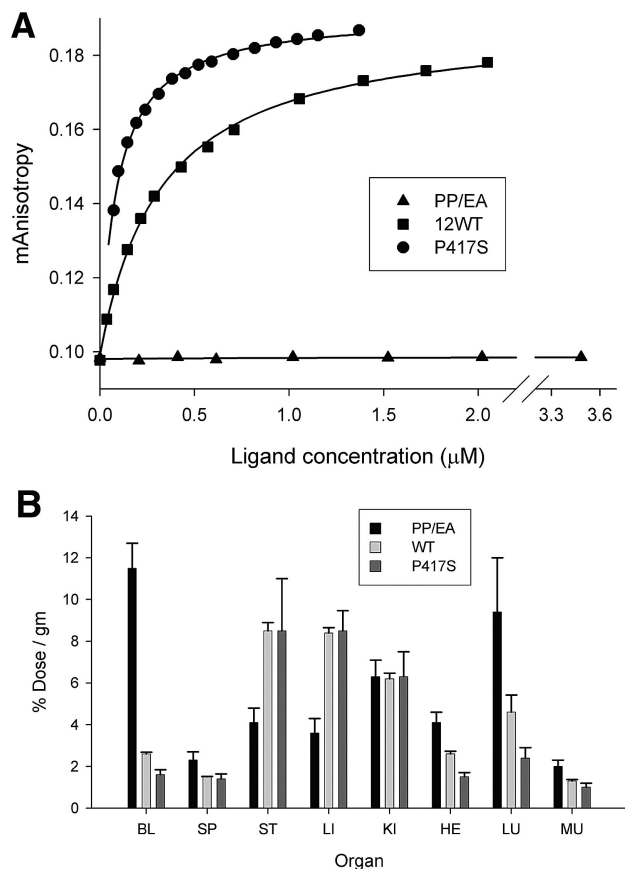 A
mAnisotropy
0.18
0.16
0.14
0.12
0.10
PP/EA
12WT
P417S
0.0
0.5
1.0
1.5
2.0
3.3
3.6
Ligand concentration (μM)
B
% Dose / gm
14
12
10
8
6
4
2
0
PP/EA
WT
P417S
BL
SP
ST
LI
KI
HE
LU
MU
Organ